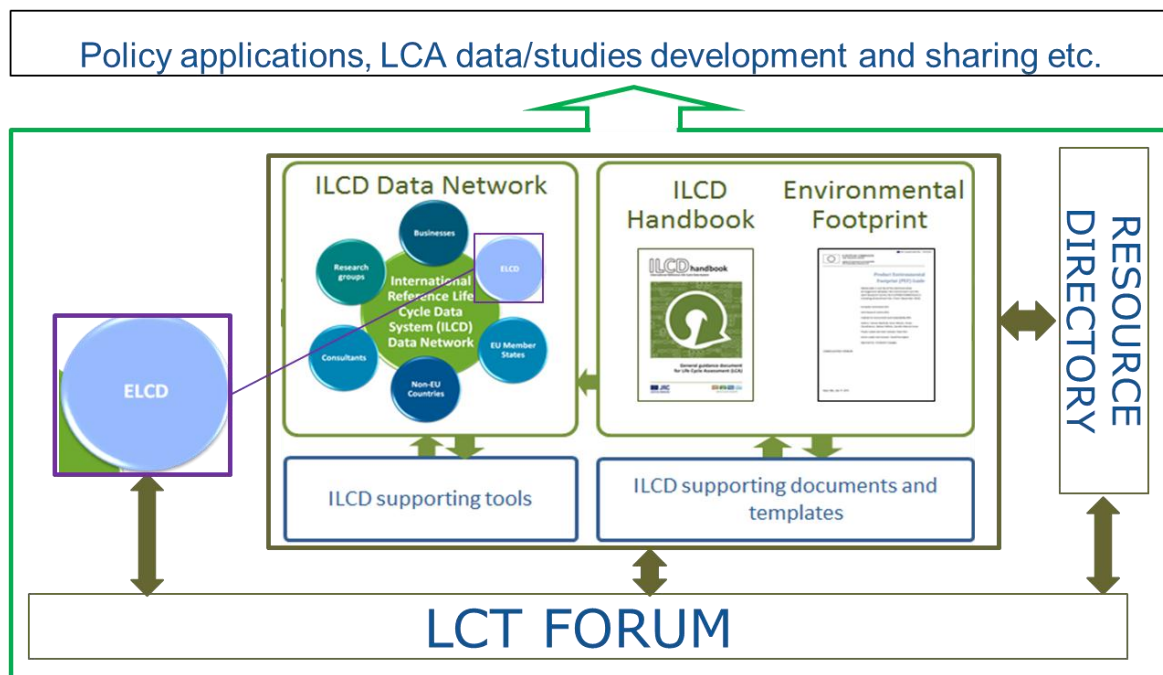 Policy applications, LCA data/studies development and sharing etc.
ILCD Data Network
Businesses
Research
groups
ELCD
International
Reference Life
Cycle Data
System (ILCD)
Data Network
Consultants
EU Member
States
Non-EU
Countries
ILCD
Handbook
Environmental
Footprint
ILCD handbook
General guidance document
for Life Cycle Assessment (LCA)
JRC
Product Environmental
Footprint (PEF) Guide
ELCD
RESOURCE
DIRECTORY
ILCD supporting tools
ILCD supporting documents and
templates
LCT FORUM